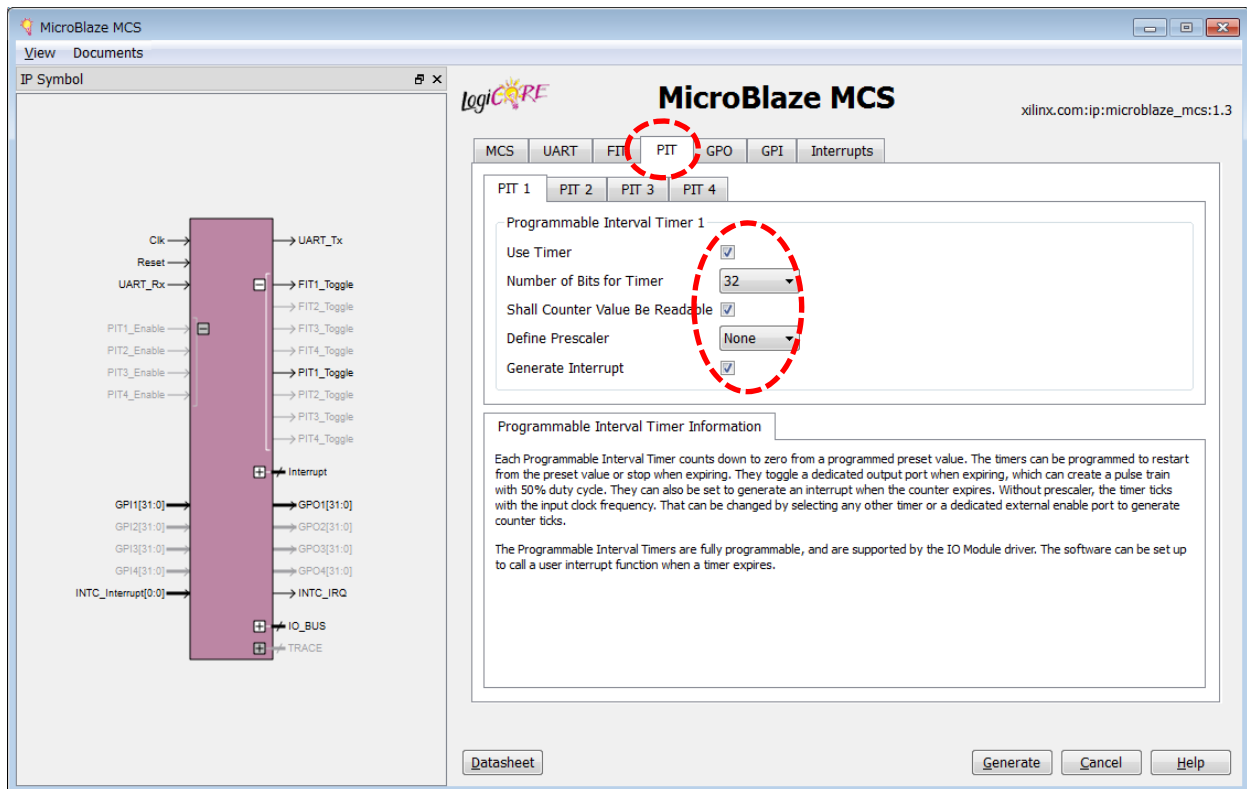 MicroBlaze MCS
View Documents
IP Symbol
LogiCORE
MicroBlaze MCS
xilinx.com:ip:microblaze_mcs:1.3
MCS UART FIT PIT GPO GPI Interrupts
PIT 1 PIT 2 PIT 3 PIT 4
Programmable Interval Timer 1
Use Timer
Number of Bits for Timer 32
Shall Counter Value Be Readable
Define Prescaler None
Generate Interrupt
Programmable Interval Timer Information
Each Programmable Interval Timer counts down to zero from a programmed preset value. The timers can be programmed to restart
from the preset value or stop when expiring. They toggle a dedicated output port when expiring, which can create a pulse train
with 50% duty cycle. They can also be set to generate an interrupt when the counter expires. Without prescaler, the timer ticks
with the input clock frequency. That can be changed by selecting any other timer or a dedicated external enable port to generate
counter ticks.
The Programmable Interval Timers are fully programmable, and are supported by the IO Module driver. The software can be set up
to call a user interrupt function when a timer expires.
Clk
Reset
UART_Rx
PIT1_Enable
PIT2_Enable
PIT3_Enable
PIT4_Enable
GPI1[31:0]
GPI2[31:0]
GPI3[31:0]
GPI4[31:0]
INTC_Interrupt[0:0]
UART_Tx
FIT1_Toggle
FIT2_Toggle
FIT3_Toggle
FIT4_Toggle
PIT1_Toggle
PIT2_Toggle
PIT3_Toggle
PIT4_Toggle
Interrupt
GPO1[31:0]
GPO2[31:0]
GPO3[31:0]
GPO4[31:0]
INTC_IRQ
IO_BUS
TRACE
Datasheet
Generate Cancel Help